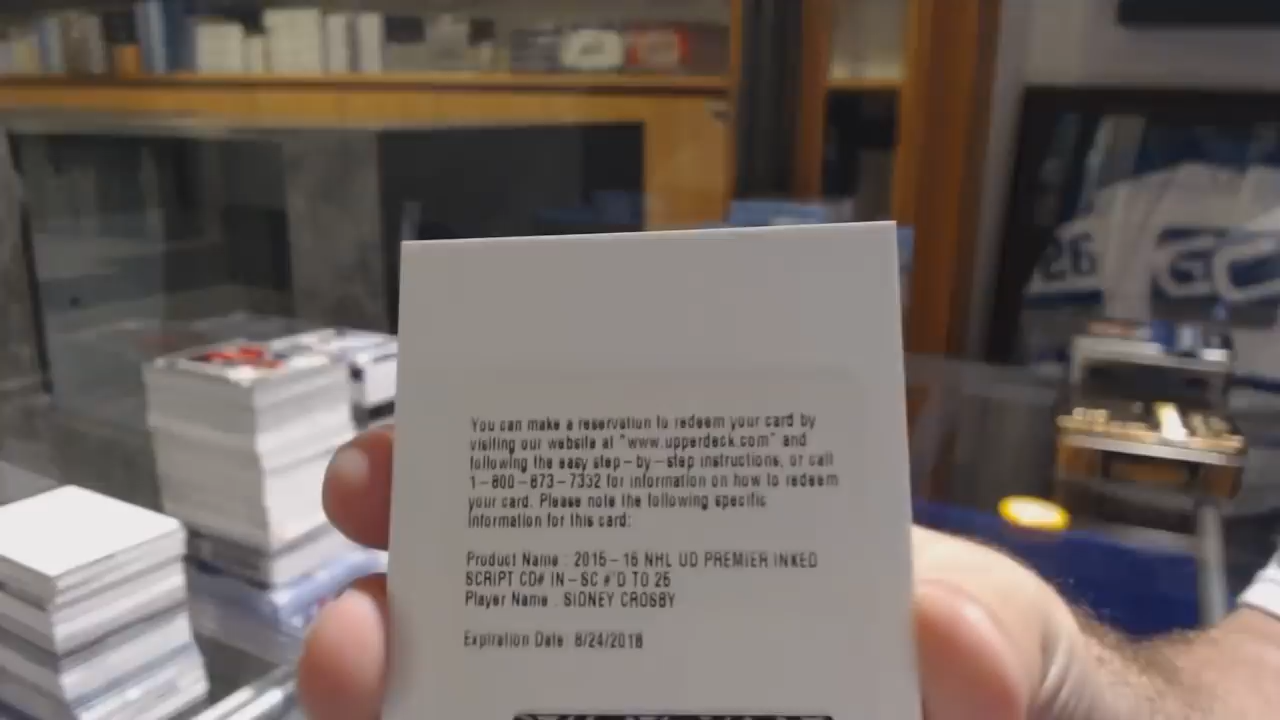 You can make a reservation to redeem your card by
visiting our website at "www.upperdeck.com" and
following the easy step-by-step instructions, or call
1-800-873-7332 for information on how to redeem
your card. Please note the following specific
information for this card:
Product Name : 2015-16 NHL UD PREMIER INKED
SCRIPT CD# IN-SC #'D TO 25
Player Name : SIDNEY CROSBY
Expiration Date: 8/24/2018
26